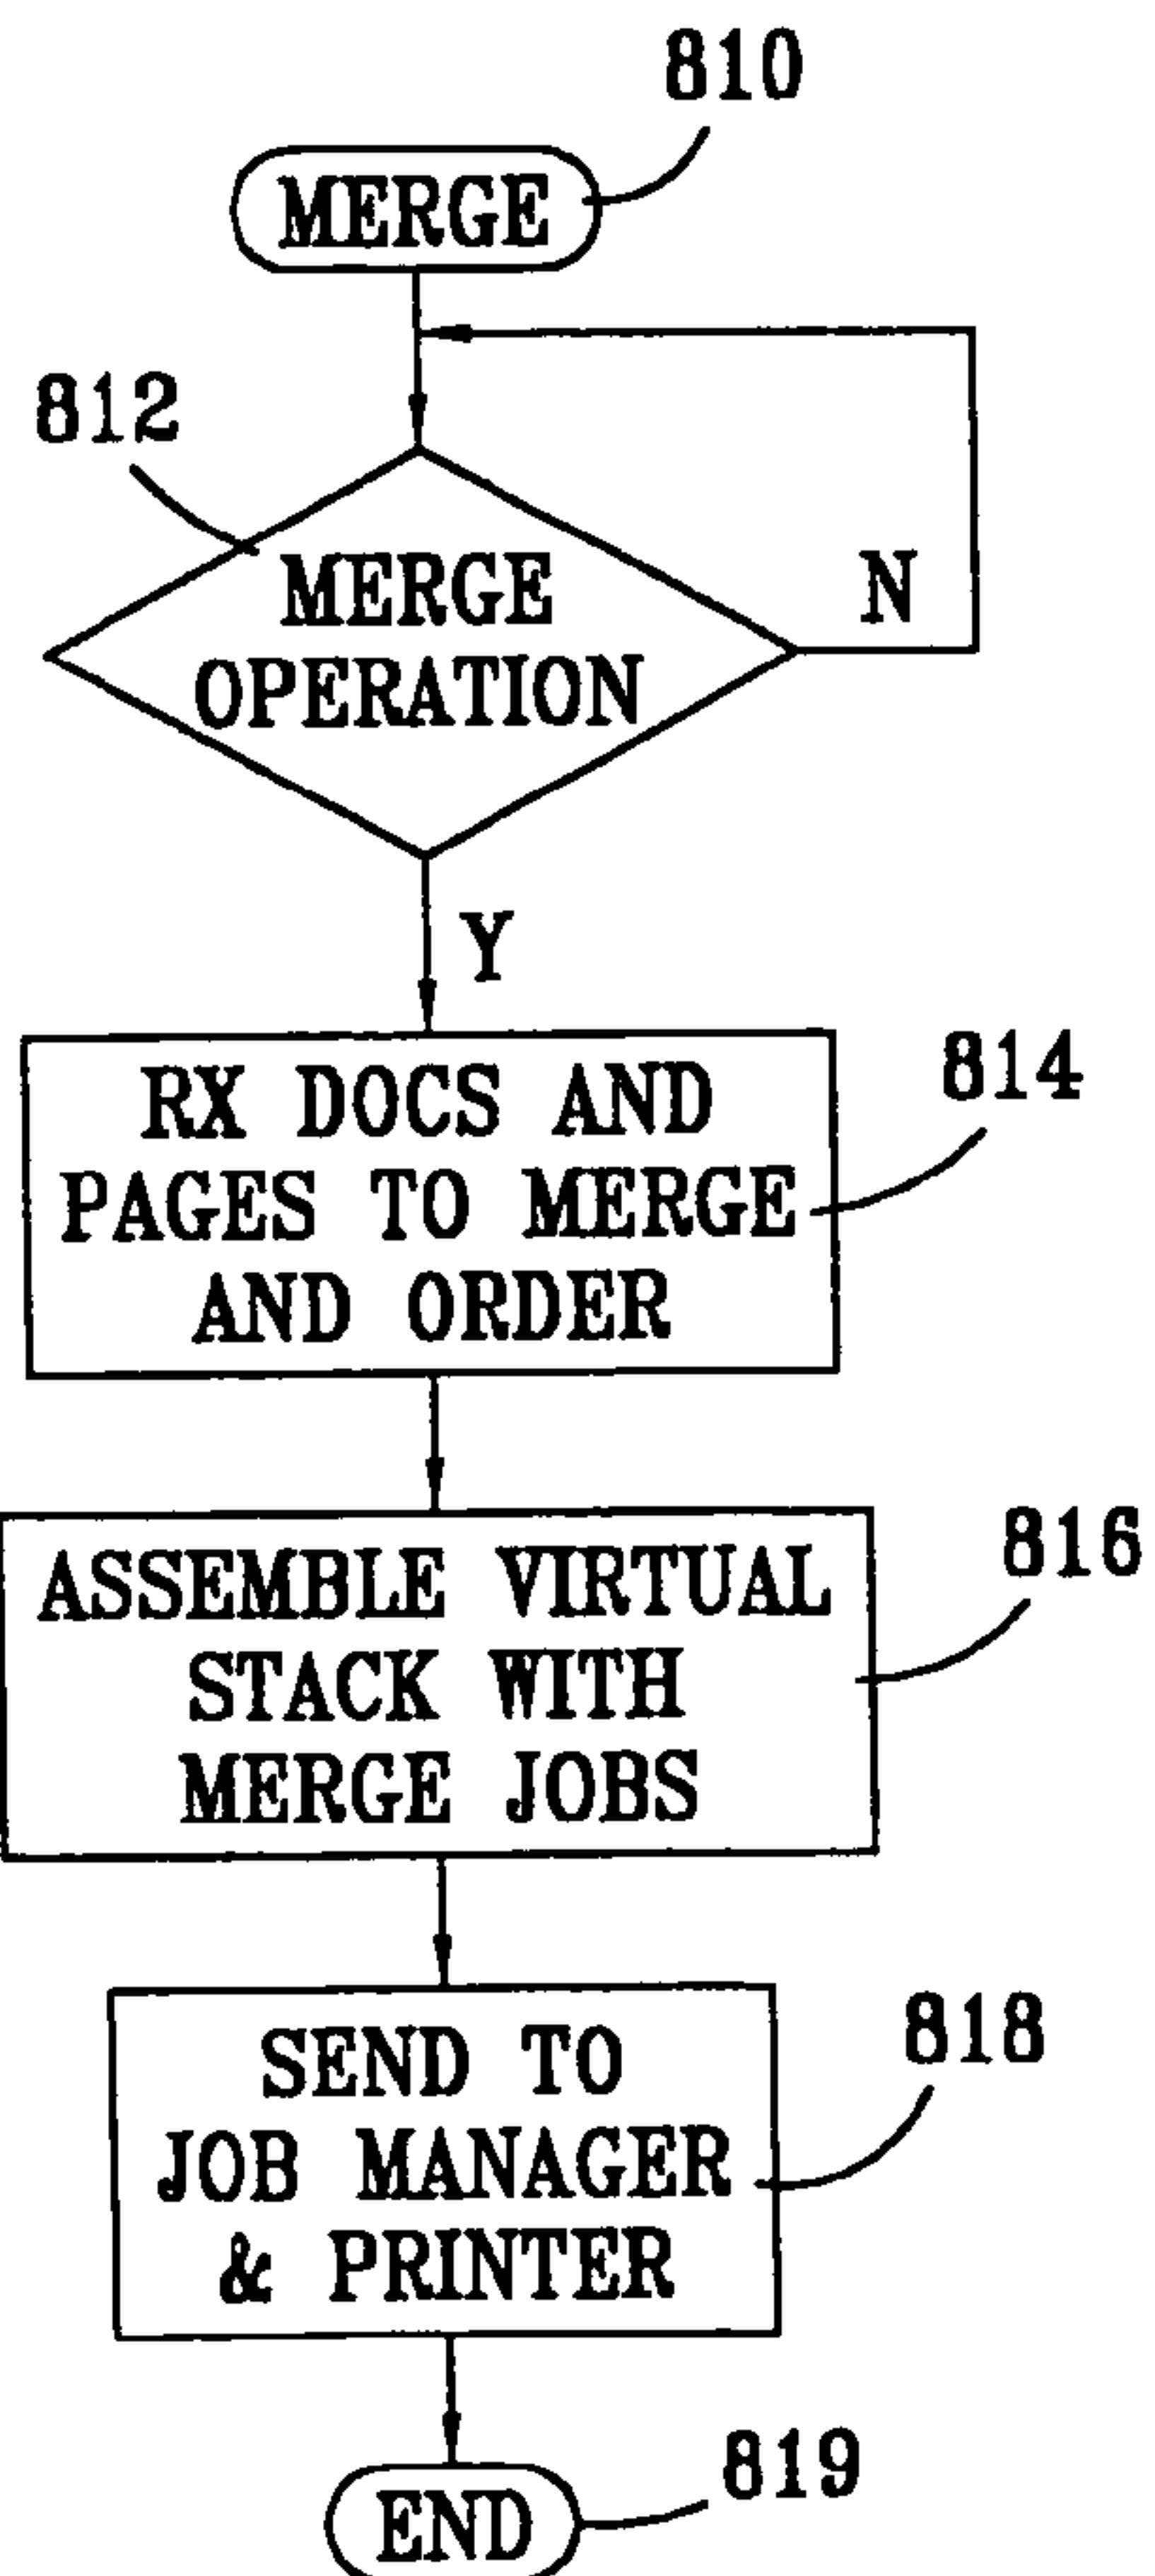 810
MERGE
812
MERGE
OPERATION
N
Y
RX DOCS AND
PAGES TO MERGE
AND ORDER
814
ASSEMBLE VIRTUAL
STACK WITH
MERGE JOBS
816
SEND TO
JOB MANAGER
& PRINTER
818
END
819